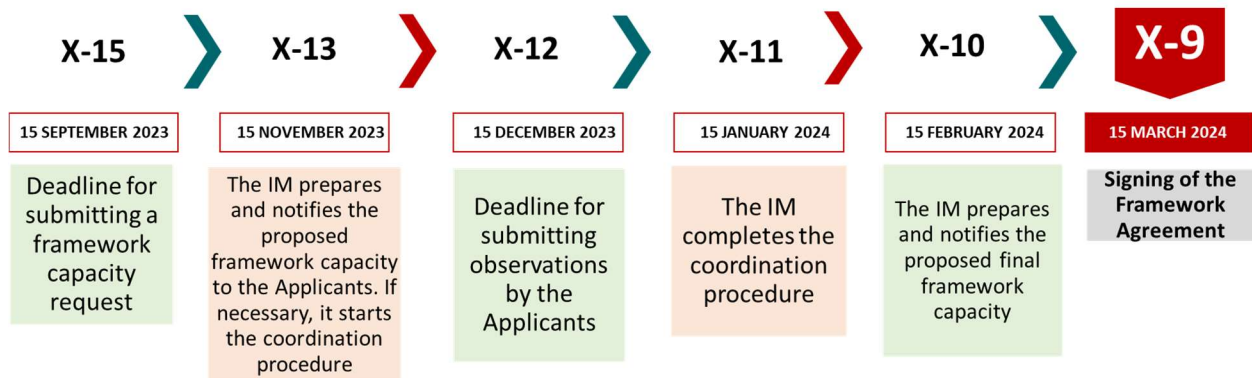 X-15
X-13
X-12
X-11
X-10
X-9
15 SEPTEMBER 2023
15 NOVEMBER 2023
15 DECEMBER 2023
15 JANUARY 2024
15 FEBRUARY 2024
15 MARCH 2024
Deadline for
submitting a
framework
capacity
request
The IM prepares
and notifies the
proposed
framework capacity
to the Applicants. If
necessary, it starts
the coordination
procedure
Deadline for
submitting
observations
by the
Applicants
The IM
completes the
coordination
procedure
The IM prepares
and notifies the
proposed final
framework
capacity
Signing of the
Framework
Agreement